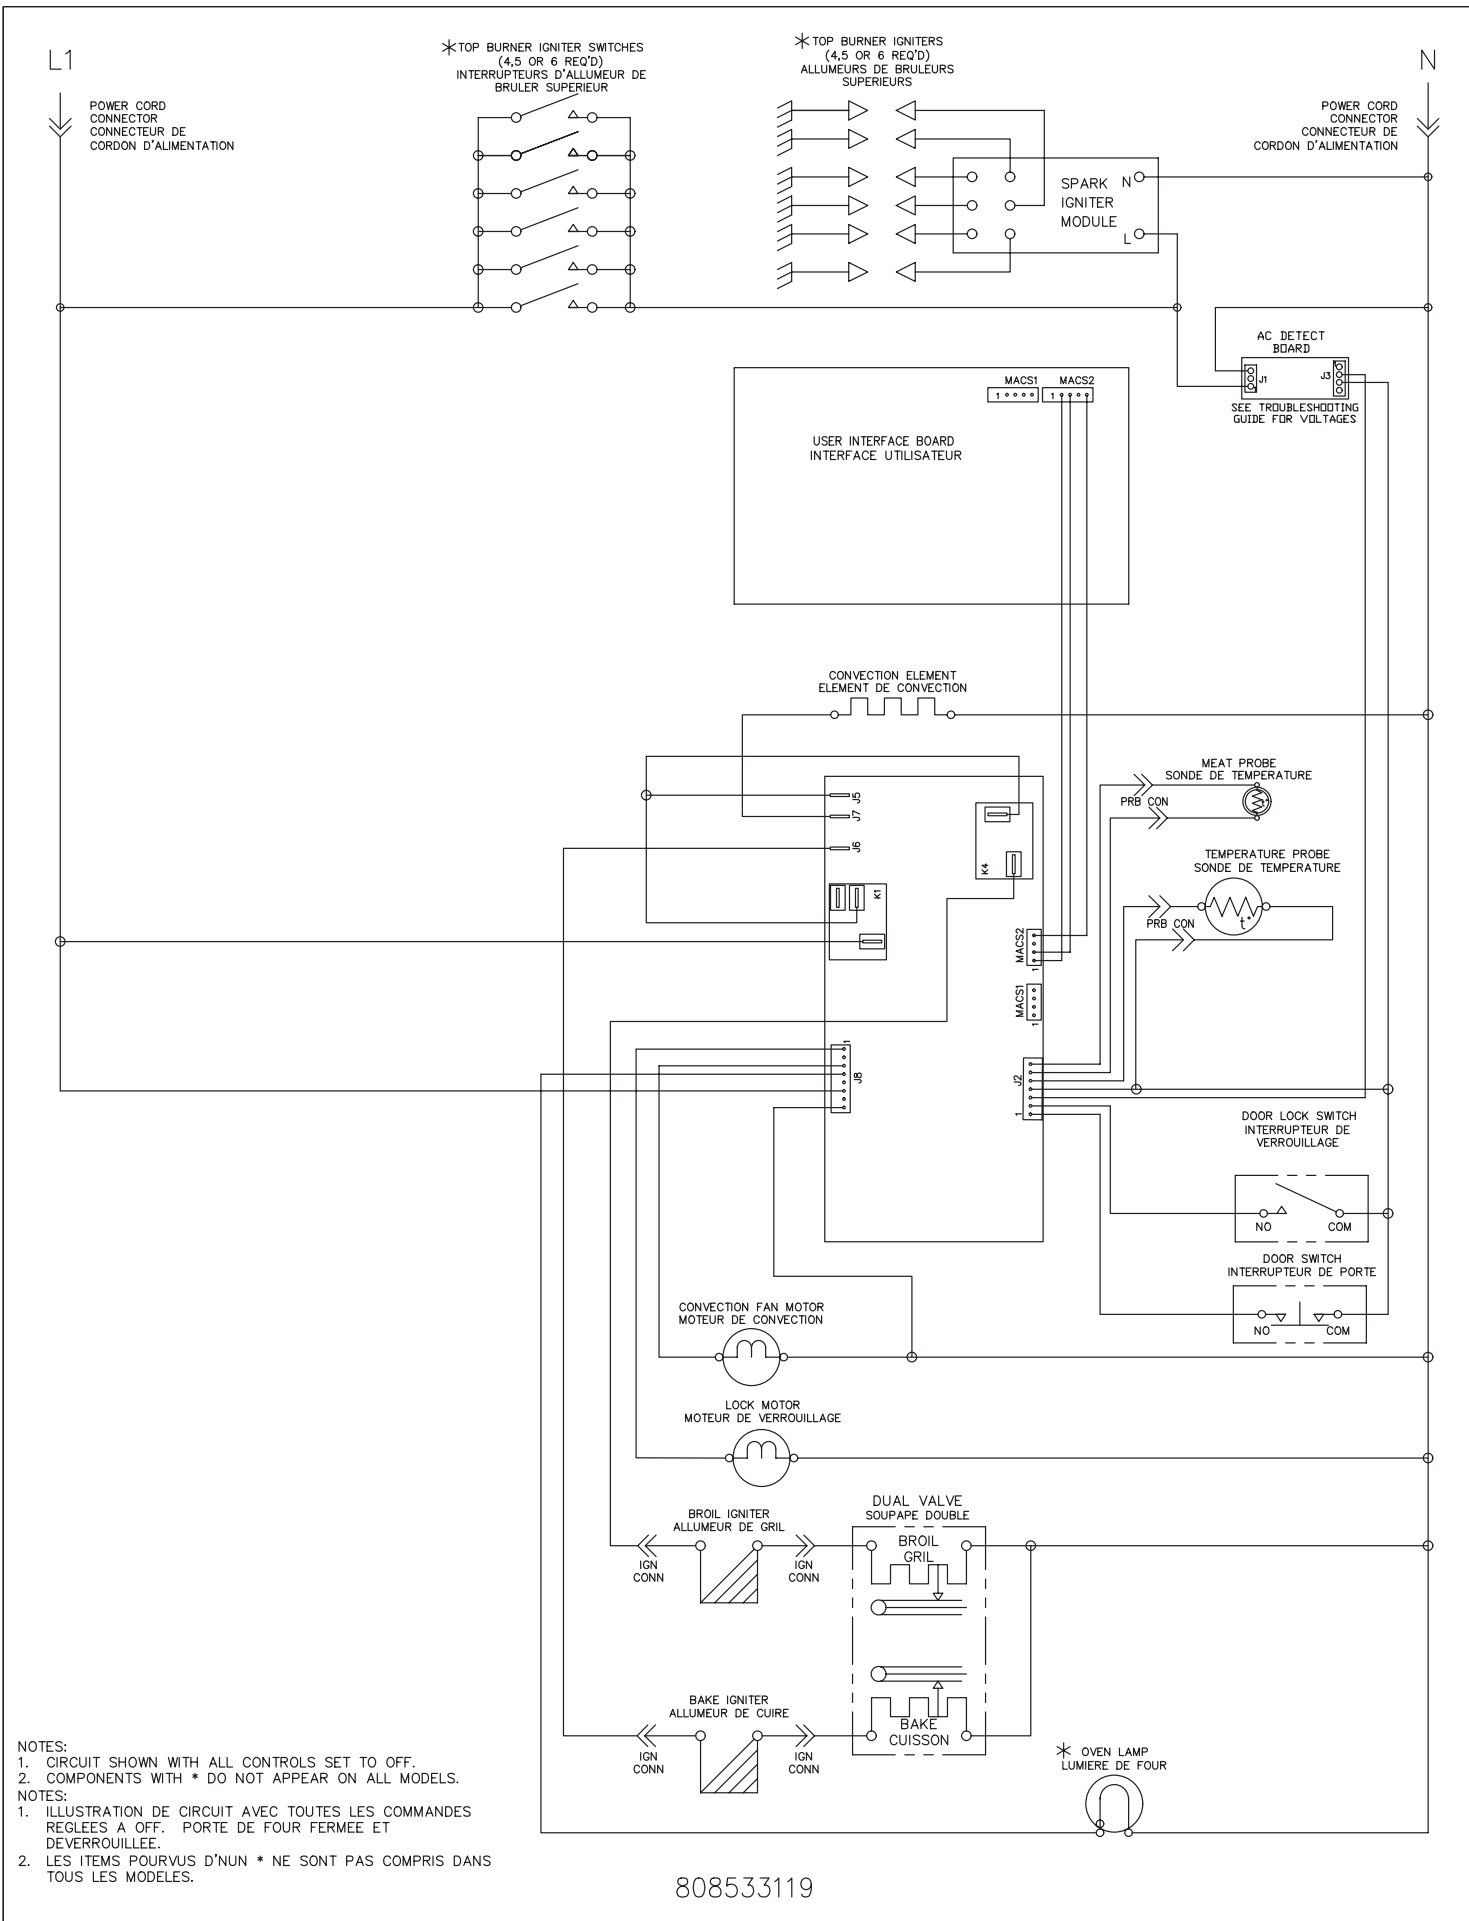 L1
POWER CORD
CONNECTOR
CONNECTEUR DE
CORDON D'ALIMENTATION
*TOP BURNER IGNITER SWITCHES
(4,5 OR 6 REQ'D)
INTERRUPTEURS D'ALLUMEUR DE
BRULER SUPERIEUR
*TOP BURNER IGNITERS
(4,5 OR 6 REQ'D)
ALLUMEURS DE BRULEURS
SUPERIEURS
N
POWER CORD
CONNECTOR
CONNECTEUR DE
CORDON D'ALIMENTATION
SPARK
IGNITER
MODULE
N
L
AC DETECT
BOARD
J1
J3
SEE TROUBLESHOOTING
GUIDE FOR VOLTAGES
MACS1
MACS2
1
1
USER INTERFACE BOARD
INTERFACE UTILISATEUR
CONVECTION ELEMENT
ELEMENT DE CONVECTION
J5
J7
J6
K1
K4
MACS2
1
MACS1
1
J8
1
J2
1
MEAT PROBE
SONDE DE TEMPERATURE
PRB CON
t°
TEMPERATURE PROBE
SONDE DE TEMPERATURE
PRB CON
t°
DOOR LOCK SWITCH
INTERRUPTEUR DE
VERROUILLAGE
NO
COM
DOOR SWITCH
INTERRUPTEUR DE PORTE
NO
COM
CONVECTION FAN MOTOR
MOTEUR DE CONVECTION
LOCK MOTOR
MOTEUR DE VERROUILLAGE
BROIL IGNITER
ALLUMEUR DE GRIL
IGN
CONN
IGN
CONN
DUAL VALVE
SOUPAPE DOUBLE
BROIL
GRIL
BAKE IGNITER
ALLUMEUR DE CUIRE
IGN
CONN
IGN
CONN
BAKE
CUISSON
* OVEN LAMP
LUMIERE DE FOUR
NOTES:
1. CIRCUIT SHOWN WITH ALL CONTROLS SET TO OFF.
2. COMPONENTS WITH * DO NOT APPEAR ON ALL MODELS.
NOTES:
1. ILLUSTRATION DE CIRCUIT AVEC TOUTES LES COMMANDES
REGLEES A OFF. PORTE DE FOUR FERMEE ET
DEVERROUILLEE.
2. LES ITEMS POURVUS D'NUN * NE SONT PAS COMPRIS DANS
TOUS LES MODELES.
808533119